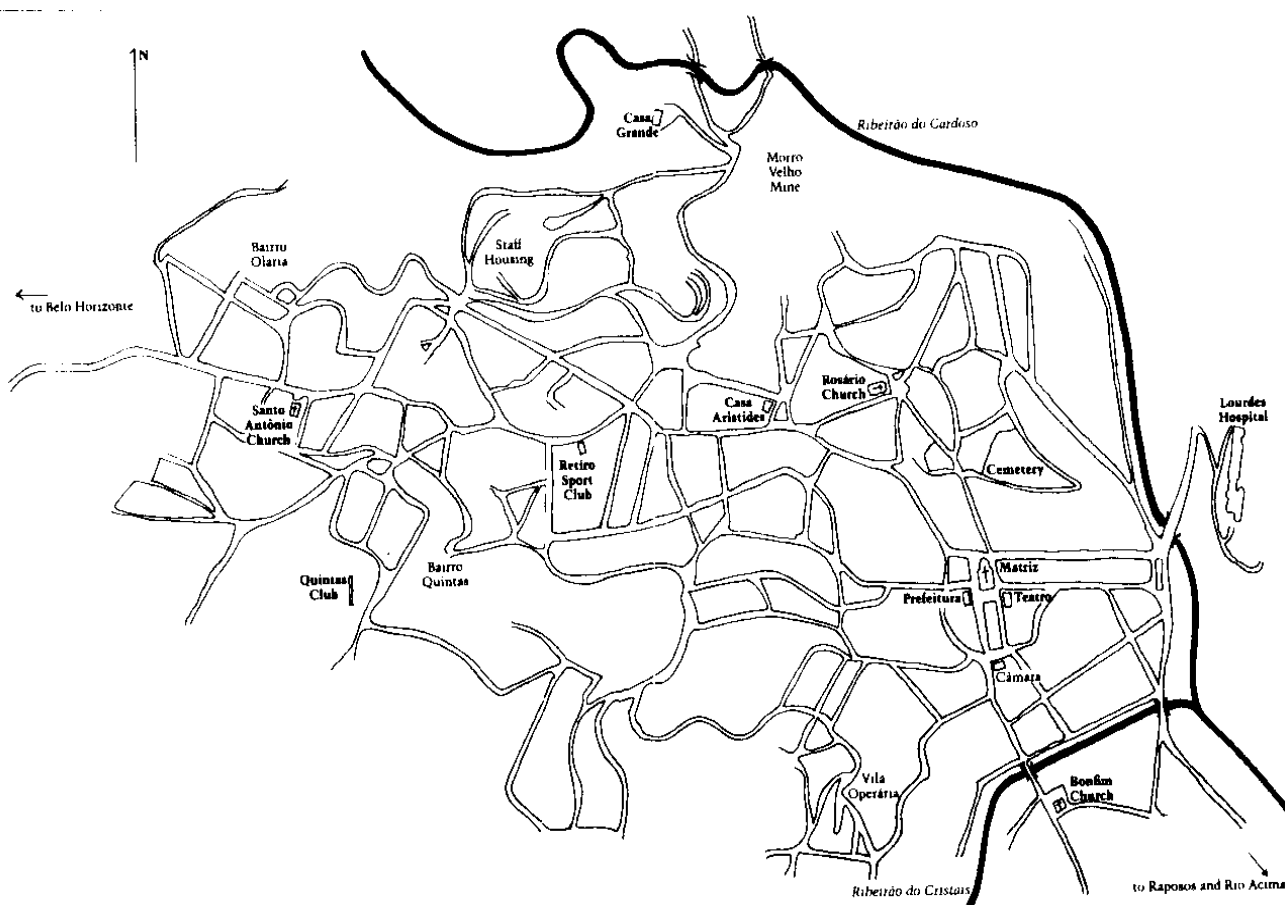 N
Casa
Grande
Ribeirão do Cardoso
Morro
Velho
Mine
Bairro
Olaria
Staff
Housing
to Belo Horizonte
Rosário
Church
Casa
Aristides
Santo
Antônio
Church
Lourdes
Hospital
Retiro
Sport
Club
Cemetery
Bairro
Quintas
Quintas
Club
Matriz
Prefeitura
Teatro
Câmara
Vila
Operária
Bonfim
Church
Ribeirão do Cristais
to Raposos and Rio Acima